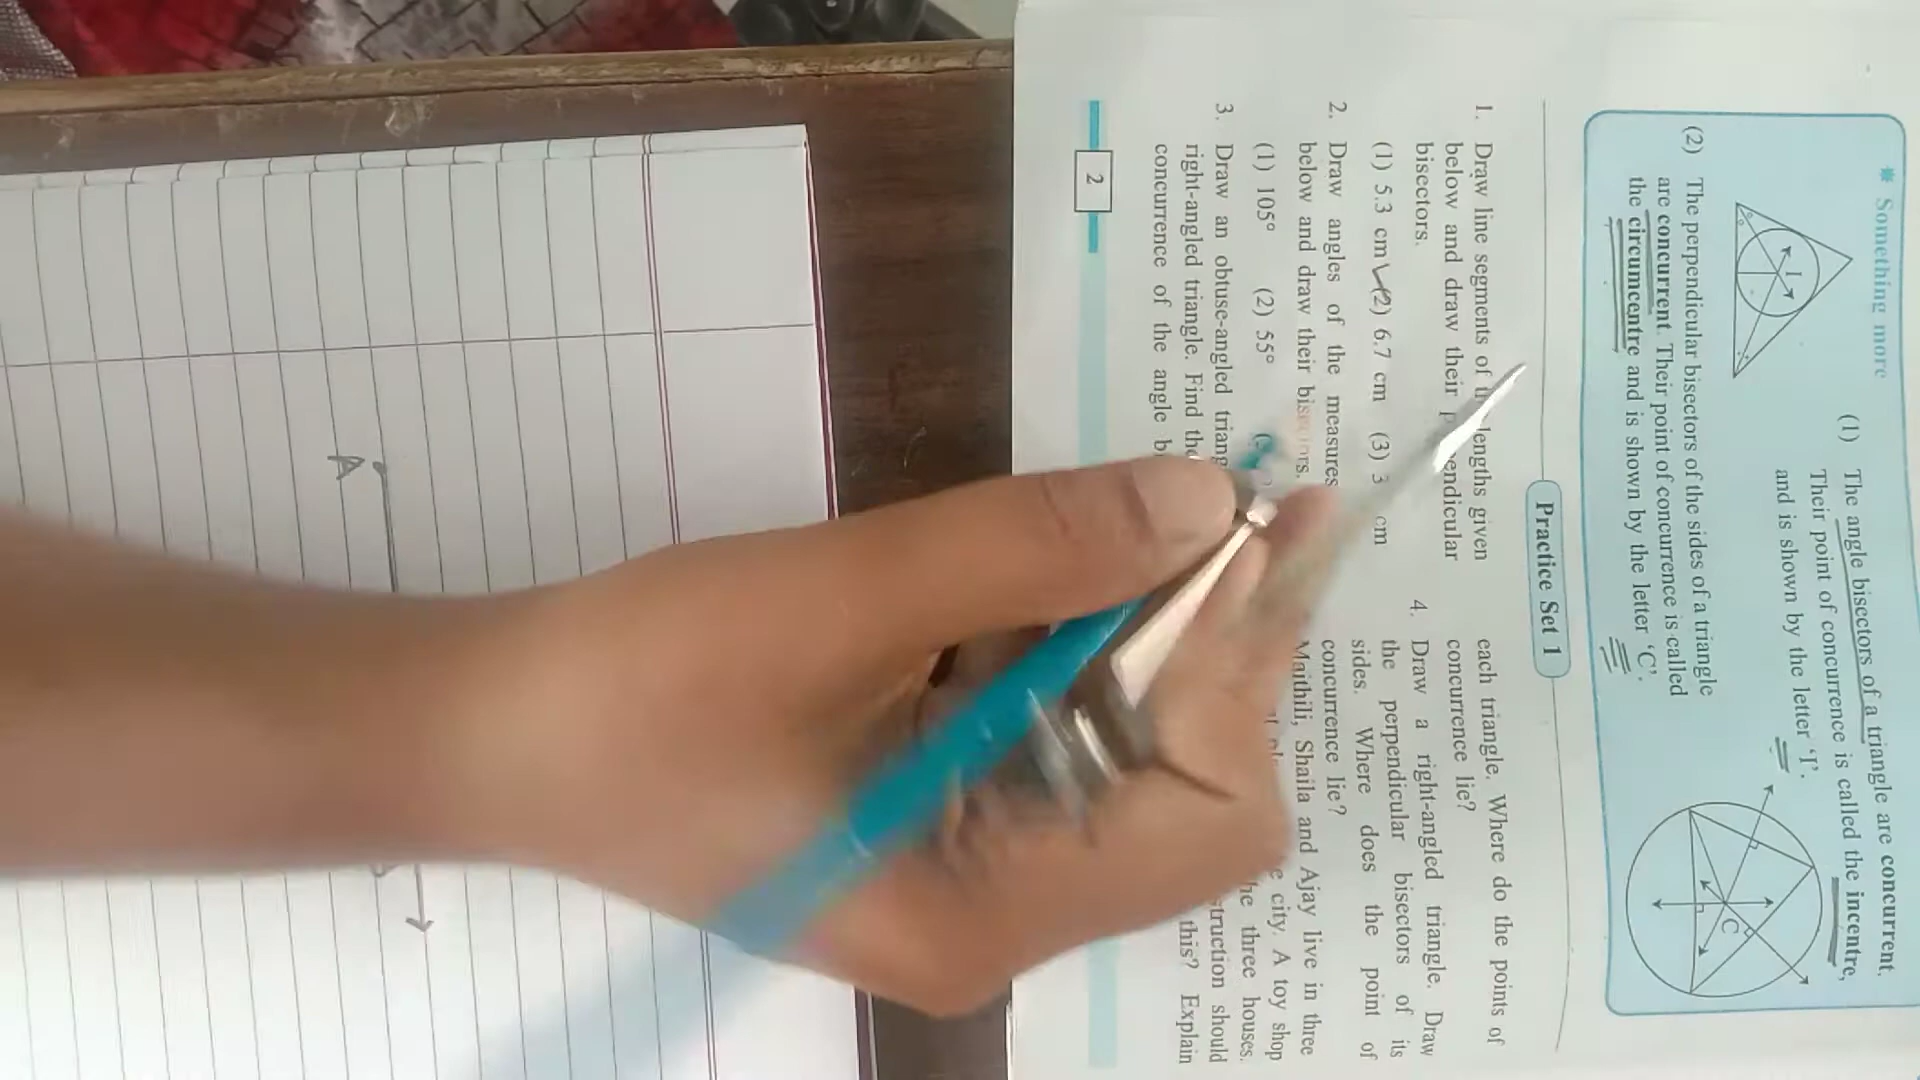 * Something more
(1) The angle bisectors of a triangle are concurrent.
Their point of concurrence is called the incentre,
and is shown by the letter 'I'.
I
(2) The perpendicular bisectors of the sides of a triangle
are concurrent. Their point of concurrence is called
the circumcentre and is shown by the letter 'C'.
C
Practice Set 1
1. Draw line segments of lengths given
below and draw their endicular
bisectors.
(1) 5.3 cm (2) 6.7 cm (3) 3 cm
2. Draw angles of the measures
below and draw their
(1) 105° (2) 55°
3. Draw an obtuse-angled
right-angled triangle. Find
concurrence of the angle
each triangle. Where do the points of
concurrence lie?
4. Draw a right-angled triangle. Draw
the perpendicular bisectors of its
sides. Where does the point of
concurrence lie?
Maithili, Shaila and Ajay live in three
city. A toy shop
the three houses.
should
this? Explain
2
A